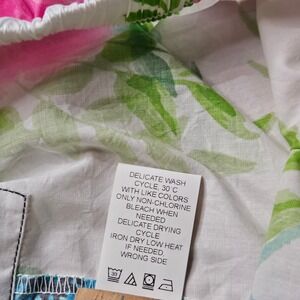 DELICATE WASH
CYCLE, 30°C
WITH LIKE COLORS
ONLY NON-CHLORINE
BLEACH WHEN
NEEDED
DELICATE DRYING
CYCLE
IRON DRY LOW HEAT
IF NEEDED,
WRONG SIDE
30